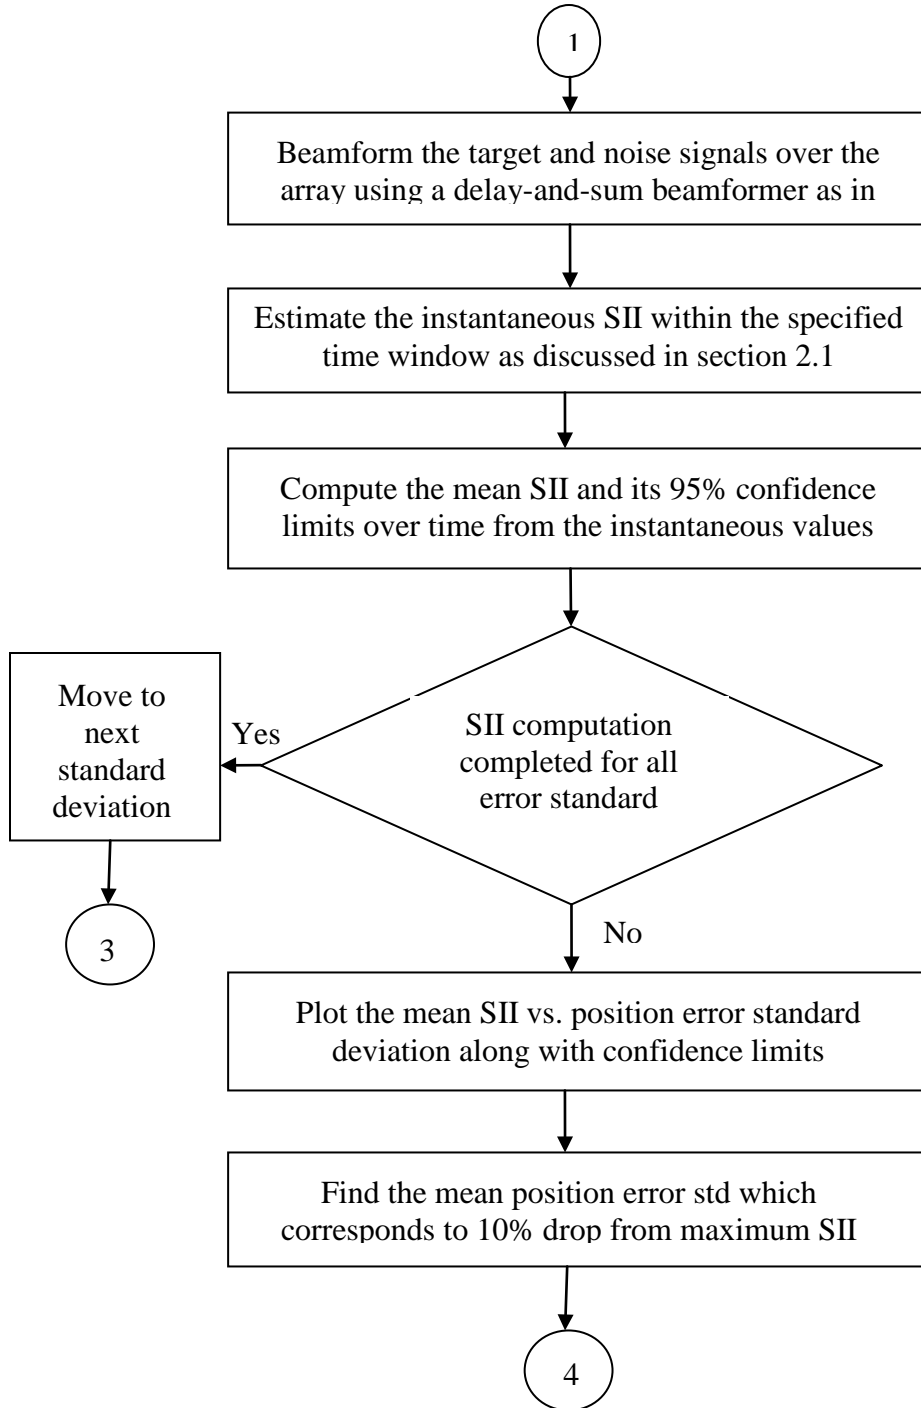 1
Beamform the target and noise signals over the
array using a delay-and-sum beamformer as in
Estimate the instantaneous SII within the specified
time window as discussed in section 2.1
Compute the mean SII and its 95% confidence
limits over time from the instantaneous values
SII computation
completed for all
error standard
Yes
Move to
next
standard
deviation
3
No
Plot the mean SII vs. position error standard
deviation along with confidence limits
Find the mean position error std which
corresponds to 10% drop from maximum SII
4